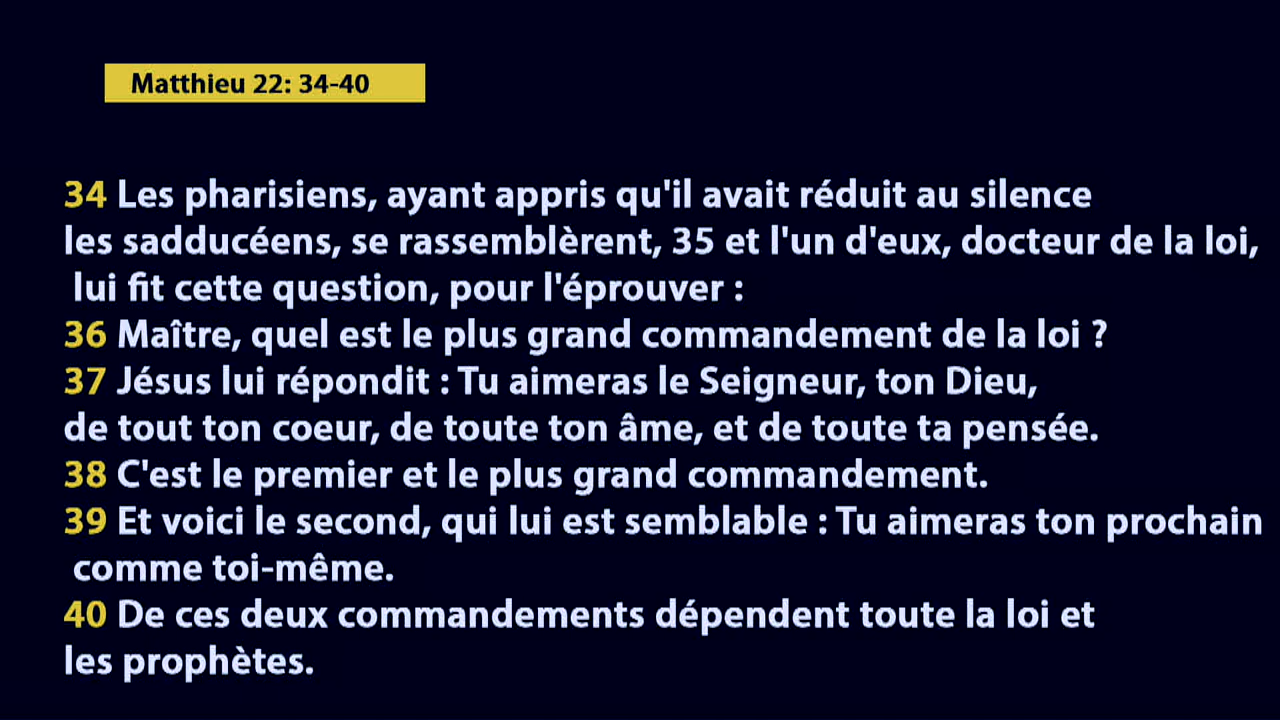 Matthieu 22: 34-40
34 Les pharisiens, ayant appris qu'il avait réduit au silence
les sadducéens, se rassemblèrent, 35 et l'un d'eux, docteur de la loi,
lui fit cette question, pour l'éprouver :
36 Maître, quel est le plus grand commandement de la loi ?
37 Jésus lui répondit : Tu aimeras le Seigneur, ton Dieu,
de tout ton coeur, de toute ton âme, et de toute ta pensée.
38 C'est le premier et le plus grand commandement.
39 Et voici le second, qui lui est semblable : Tu aimeras ton prochain
comme toi-même.
40 De ces deux commandements dépendent toute la loi et
les prophètes.